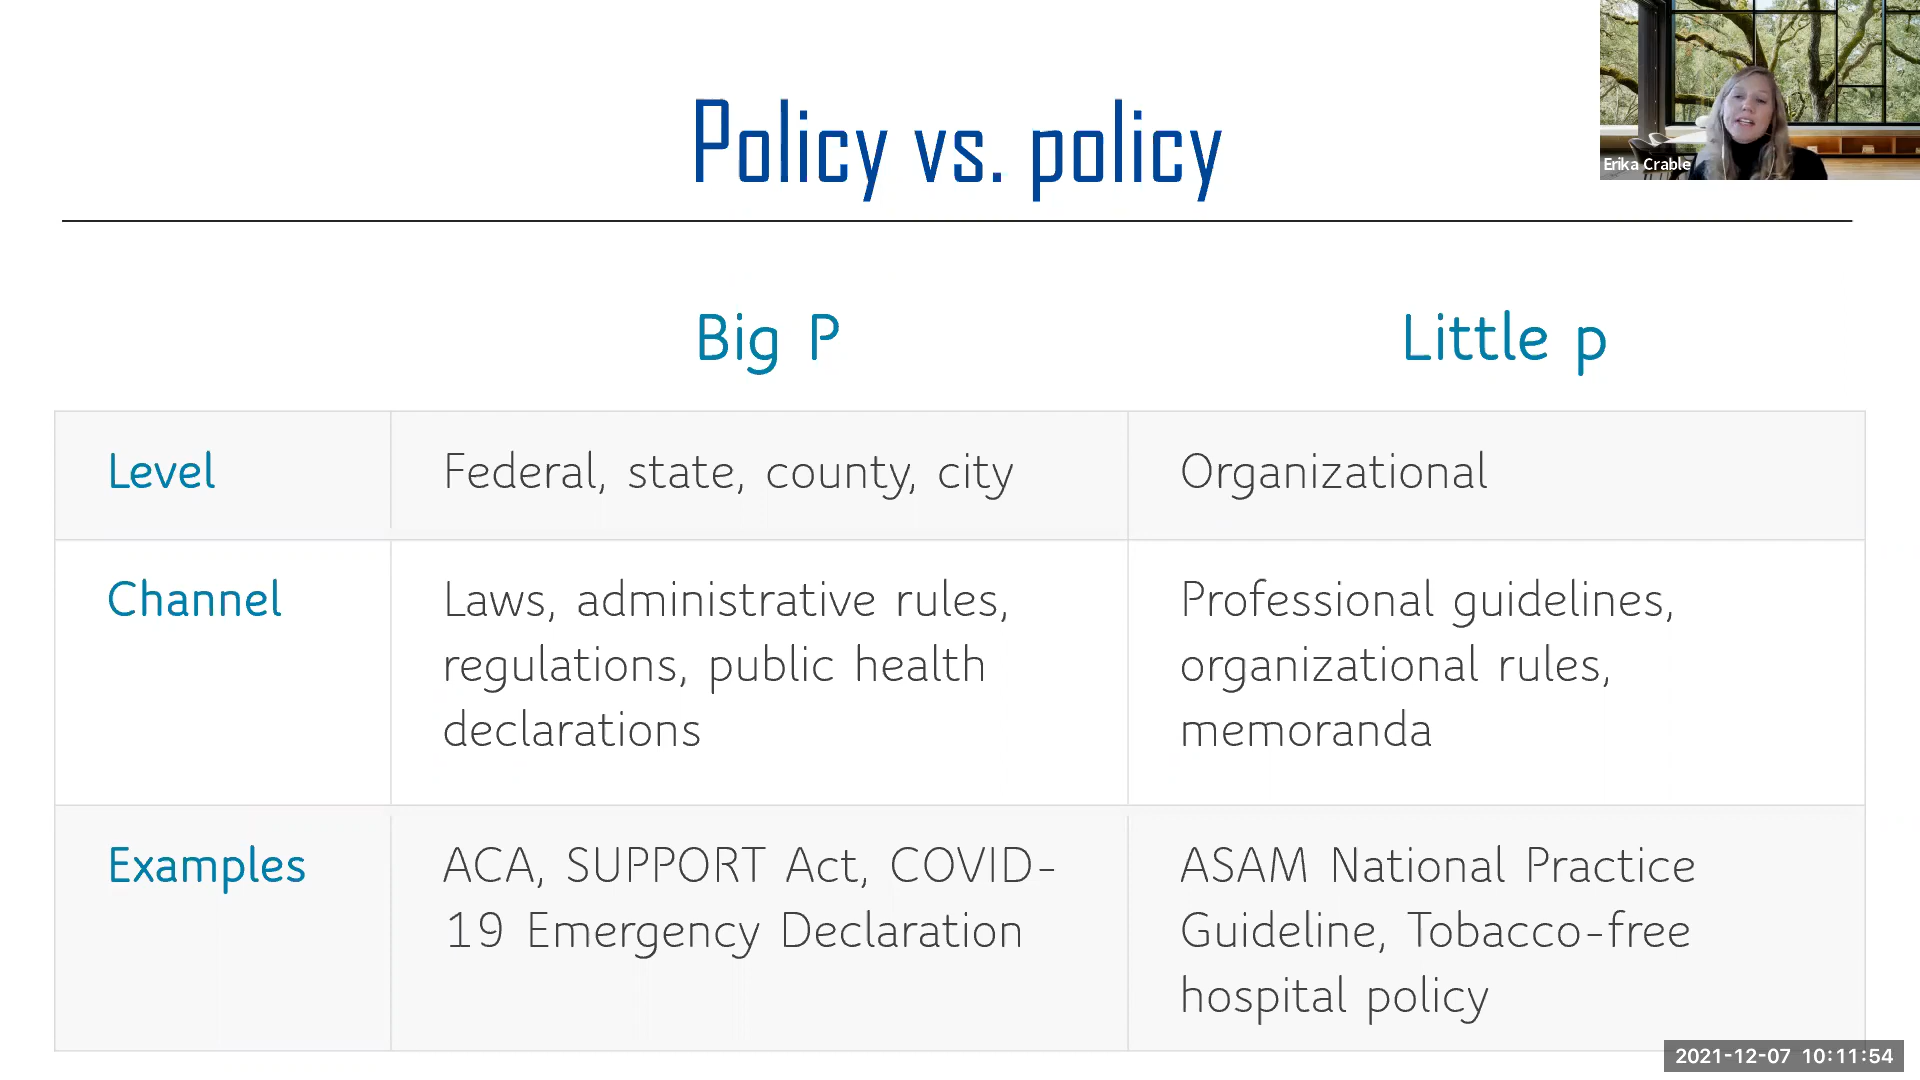 Policy vs. policy
Erika Crable
Big P
Little p
Level
Federal, state, county, city
Organizational
Channel
Laws, administrative rules,
regulations, public health
declarations
Professional guidelines,
organizational rules,
memoranda
Examples
ACA, SUPPORT Act, COVID-
19 Emergency Declaration
ASAM National Practice
Guideline, Tobacco-free
hospital policy
2021-12-07 10:11:54